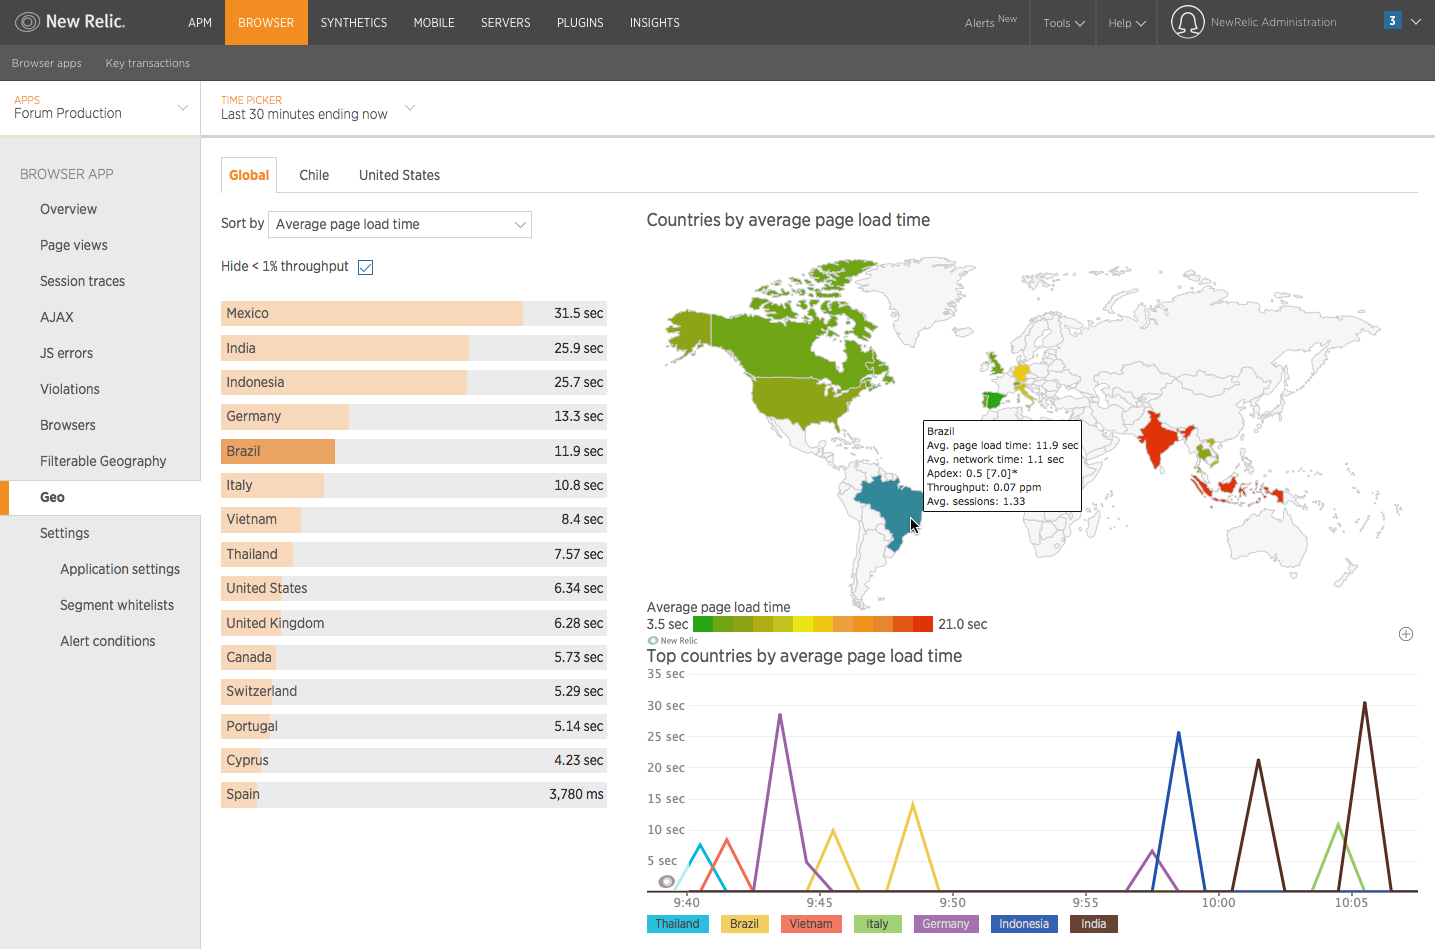 New Relic.
APM BROWSER SYNTHETICS MOBILE SERVERS PLUGINS INSIGHTS
Alerts New Tools Help NewRelic Administration 3
Browser apps Key transactions
APPS
Forum Production
TIME PICKER
Last 30 minutes ending now
BROWSER APP
Overview
Page views
Session traces
AJAX
JS errors
Violations
Browsers
Filterable Geography
Geo
Settings
Application settings
Segment whitelists
Alert conditions
Global Chile United States
Sort by Average page load time
Hide < 1% throughput
Mexico 31.5 sec
India 25.9 sec
Indonesia 25.7 sec
Germany 13.3 sec
Brazil 11.9 sec
Italy 10.8 sec
Vietnam 8.4 sec
Thailand 7.57 sec
United States 6.34 sec
United Kingdom 6.28 sec
Canada 5.73 sec
Switzerland 5.29 sec
Portugal 5.14 sec
Cyprus 4.23 sec
Spain 3,780 ms
Countries by average page load time
Brazil
Avg. page load time: 11.9 sec
Avg. network time: 1.1 sec
Apdex: 0.5 [7.0]*
Throughput: 0.07 ppm
Avg. sessions: 1.33
Average page load time
3.5 sec 21.0 sec
New Relic
Top countries by average page load time
35 sec
30 sec
25 sec
20 sec
15 sec
10 sec
5 sec
9:40 9:45 9:50 9:55 10:00 10:05
Thailand Brazil Vietnam Italy Germany Indonesia India